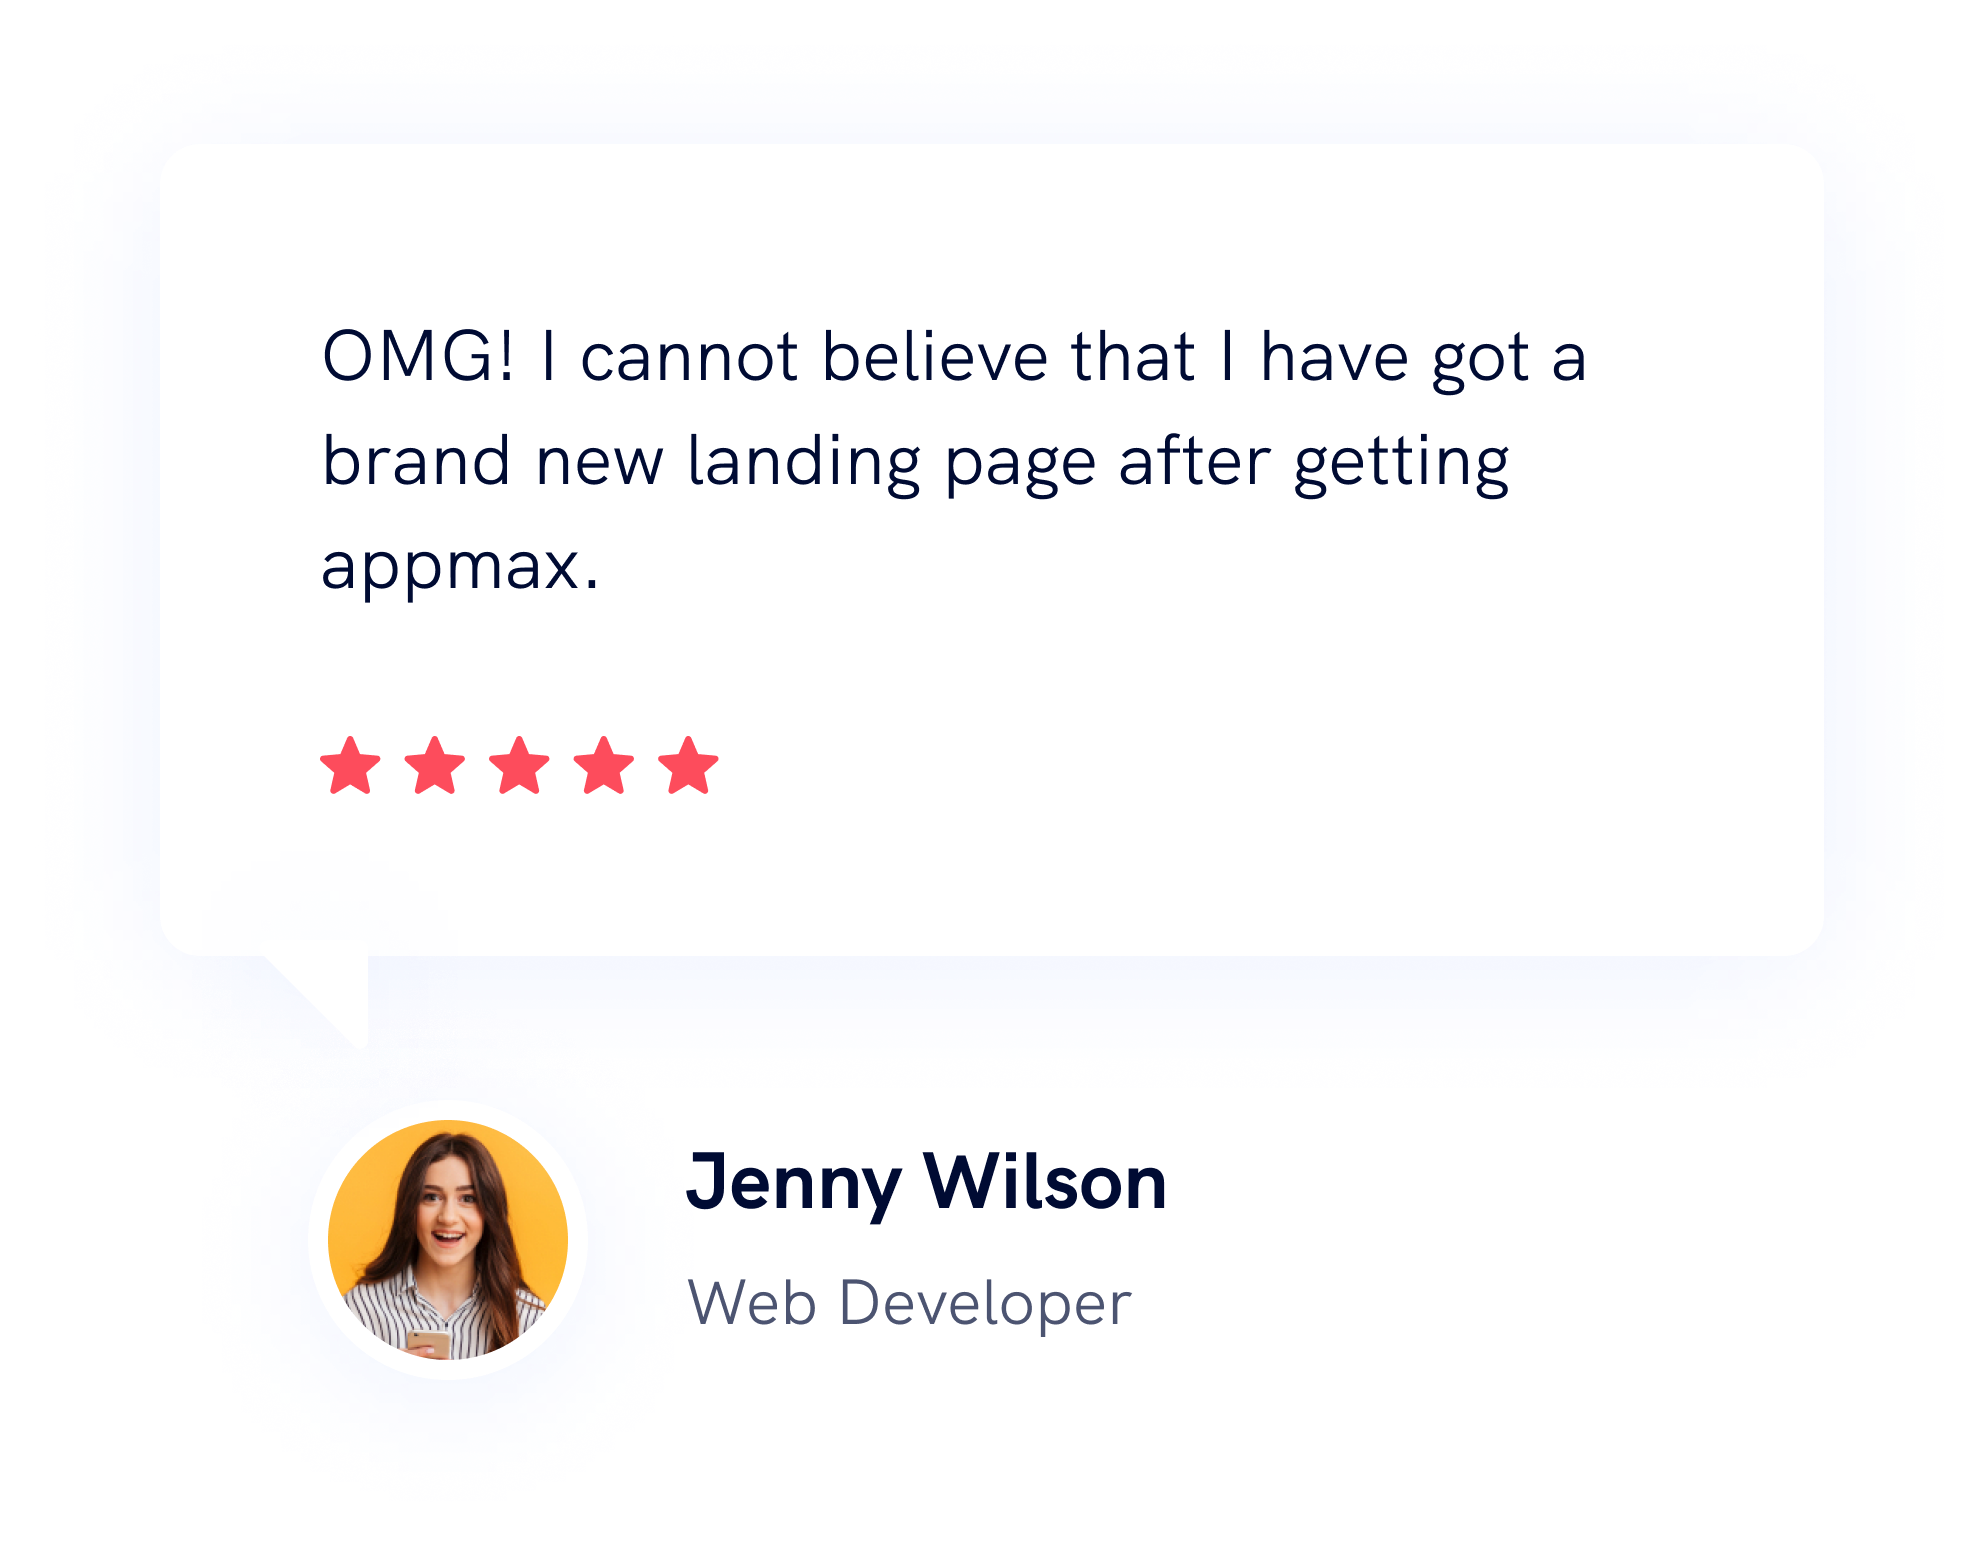 OMG! I cannot believe that I have got a
brand new landing page after getting
appmax.
Jenny Wilson
Web Developer